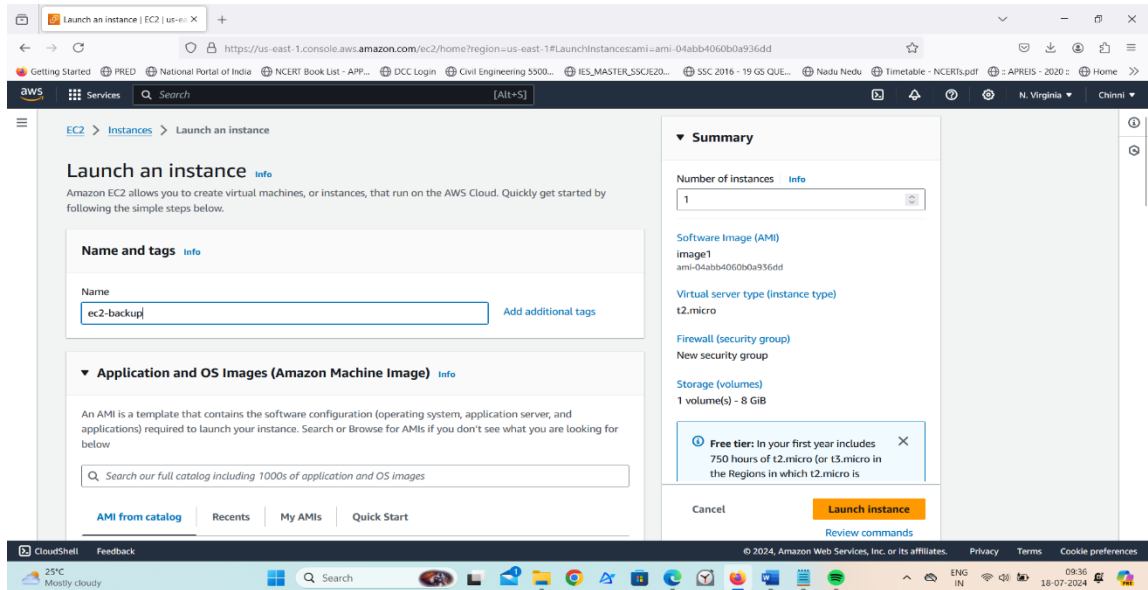 Launch an instance | EC2 | us-ea
https://us-east-1.console.aws.amazon.com/ec2/home?region=us-east-1#LaunchInstances:ami=ami-04abb4060b0a936dd
Getting Started PRED National Portal of India NCERT Book List - APP... DCC Login Civil Engineering 5500... IES_MASTER_SSCJE20... SSC 2016 - 19 GS QUE... Nadu Nedu Timetable - NCERTs.pdf :: APREIS - 2020 :: Home
aws Services Search [Alt+S] N. Virginia Chinni
EC2 > Instances > Launch an instance
Launch an instance Info
Amazon EC2 allows you to create virtual machines, or instances, that run on the AWS Cloud. Quickly get started by
following the simple steps below.
Name and tags Info
Name
ec2-backup
Add additional tags
Application and OS Images (Amazon Machine Image) Info
An AMI is a template that contains the software configuration (operating system, application server, and
applications) required to launch your instance. Search or Browse for AMIs if you don't see what you are looking for
below
Search our full catalog including 1000s of application and OS images
AMI from catalog Recents My AMIs Quick Start
Summary
Number of instances Info
1
Software Image (AMI)
image1
ami-04abb4060b0a936dd
Virtual server type (instance type)
t2.micro
Firewall (security group)
New security group
Storage (volumes)
1 volume(s) - 8 GiB
Free tier: In your first year includes
750 hours of t2.micro (or t3.micro in
the Regions in which t2.micro is
Cancel Launch instance
Review commands
CloudShell Feedback © 2024, Amazon Web Services, Inc. or its affiliates. Privacy Terms Cookie preferences
25°C
Mostly cloudy
Search
ENG
IN
09:36
18-07-2024